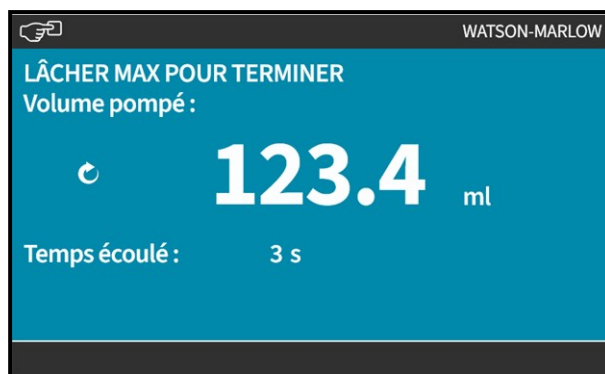 WATSON-MARLOW
LÂCHER MAX POUR TERMINER
Volume pompé :
123.4 ml
Temps écoulé : 3 s